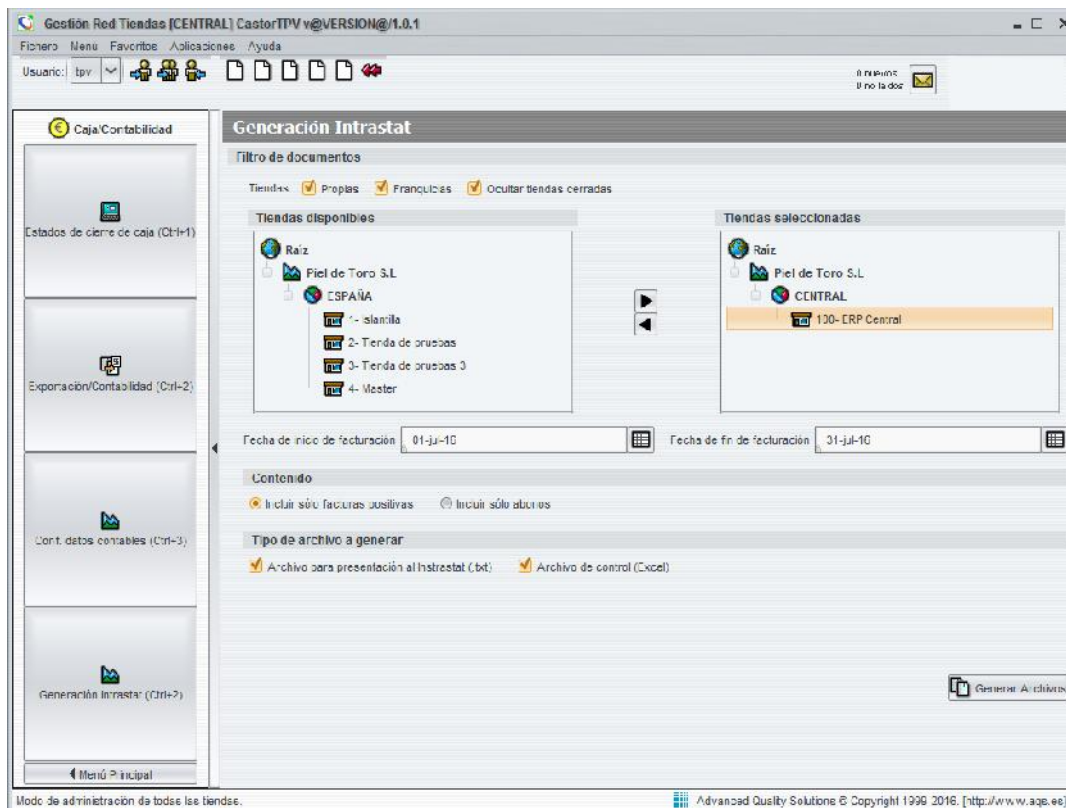 Gestión Red Tiendas [CENTRAL] CastorTPV v@VERSION@/1.0.1
Fichero Menú Favoritos Aplicaciones Ayuda
Usuario: tpv
0 nuevos
0 no leídos
Caja/Contabilidad
Estados de cierre de caja (Ctrl+1)
Exportación/Contabilidad (Ctrl+2)
Conf. datos contables (Ctrl+3)
Generación Intrastat (Ctrl+2)
Menú Principal
Generación Intrastat
Filtro de documentos
Tiendas Propias Franquicias Ocultar tiendas cerradas
Tiendas disponibles
Raíz
Piel de Toro S.L
ESPAÑA
1- Islantilla
2- Tienda de pruebas
3- Tienda de pruebas 3
4- Master
Tiendas seleccionadas
Raíz
Piel de Toro S.L
CENTRAL
100- ERP Central
Fecha de inicio de facturación 01-jul-16
Fecha de fin de facturación 31-jul-16
Contenido
Incluir sólo facturas positivas Incluir sólo abonos
Tipo de archivo a generar
Archivo para presentación al Instrastat (.txt) Archivo de control (Excel)
Generar Archivos
Modo de administración de todas las tiendas.
Advanced Quality Solutions © Copyright 1999-2016. [http://www.aqs.es]